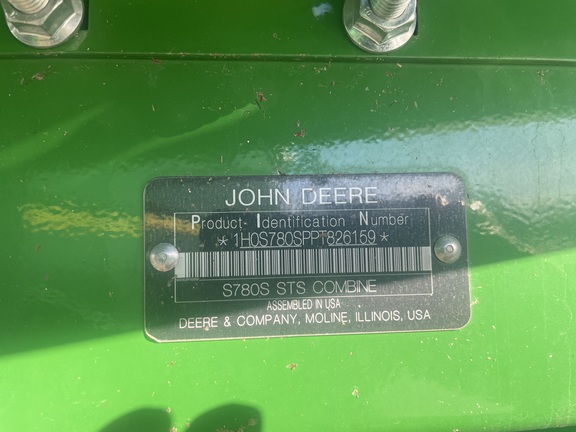 JOHN DEERE
Product Identification Number
*1H0S780SPPT826159*
S780S STS COMBINE
ASSEMBLED IN USA
DEERE & COMPANY, MOLINE, ILLINOIS, USA